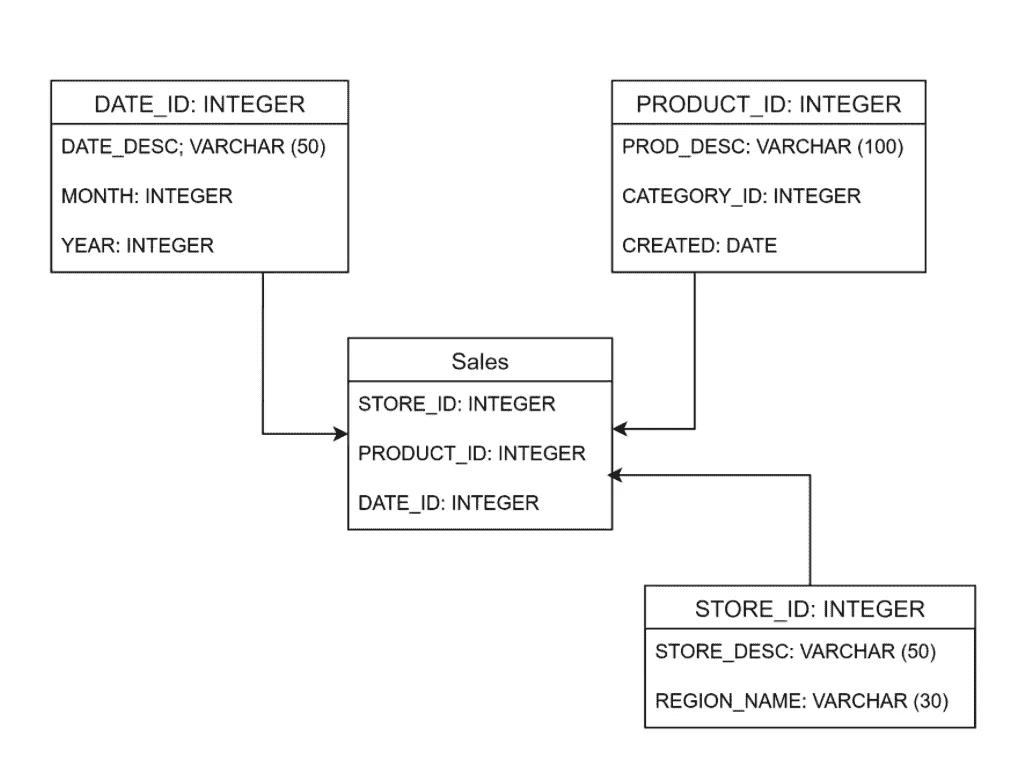 DATE_ID: INTEGER
DATE_DESC; VARCHAR (50)
MONTH: INTEGER
YEAR: INTEGER
PRODUCT_ID: INTEGER
PROD_DESC: VARCHAR (100)
CATEGORY_ID: INTEGER
CREATED: DATE
Sales
STORE_ID: INTEGER
PRODUCT_ID: INTEGER
DATE_ID: INTEGER
STORE_ID: INTEGER
STORE_DESC: VARCHAR (50)
REGION_NAME: VARCHAR (30)